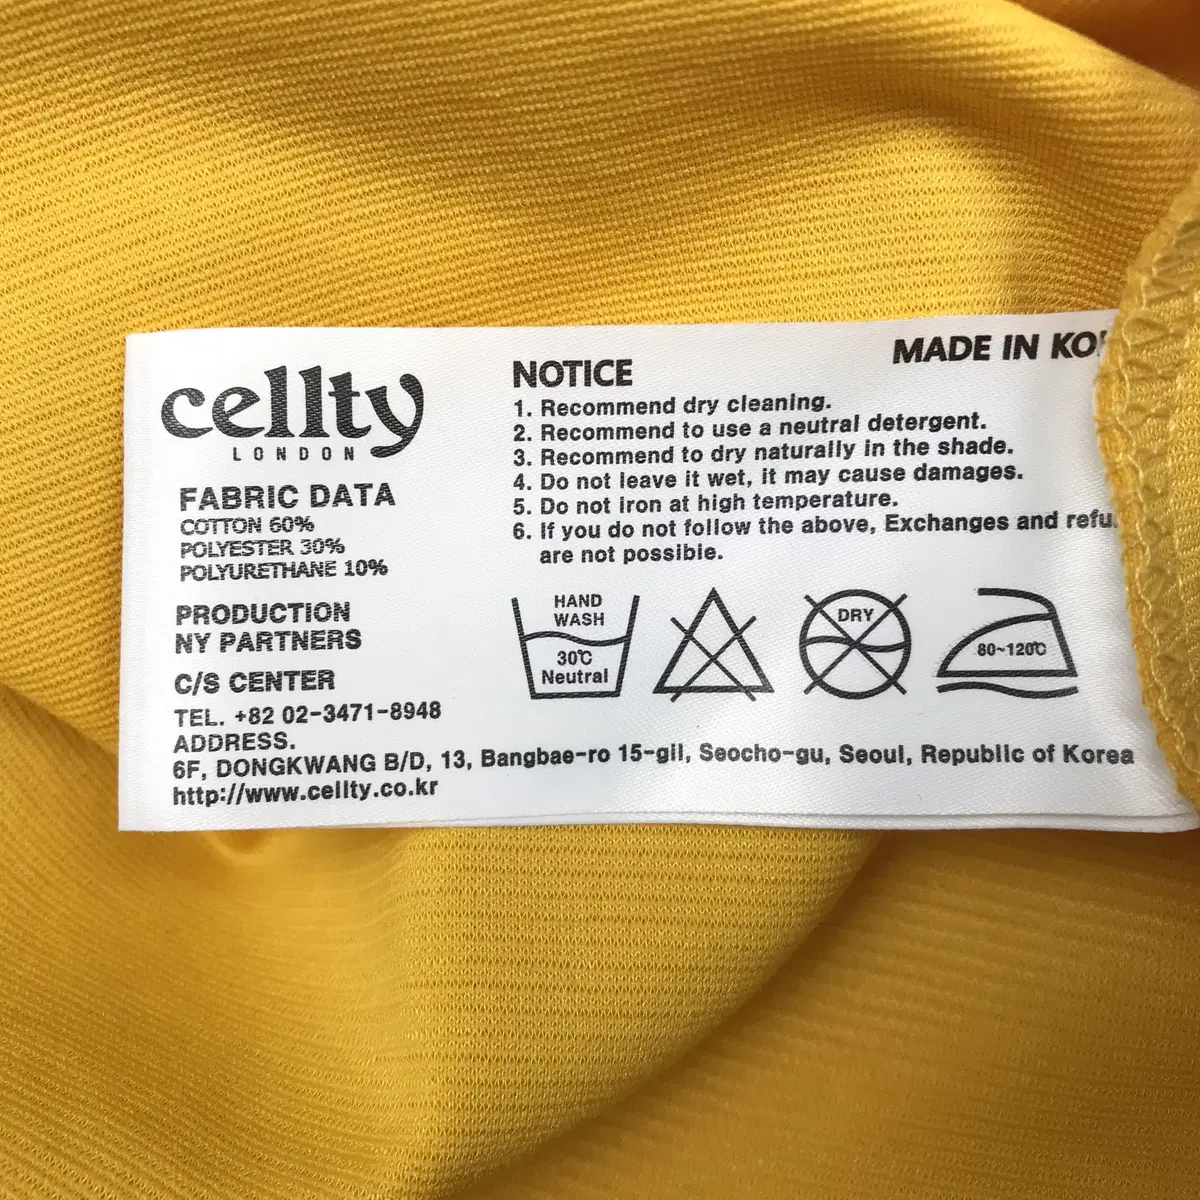 cellty
LONDON
FABRIC DATA
COTTON 60%
POLYESTER 30%
POLYURETHANE 10%
PRODUCTION
NY PARTNERS
C/S CENTER
TEL. +82 02-3471-8948
ADDRESS.
6F, DONGKWANG B/D, 13, Bangbae-ro 15-gil, Seocho-gu, Seoul, Republic of Korea
http://www.cellty.co.kr
MADE IN
NOTICE
1. Recommend dry cleaning.
2. Recommend to use a neutral detergent.
3. Recommend to dry naturally in the shade.
4. Do not leave it wet, it may cause damages.
5. Do not iron at high temperature.
6. If you do not follow the above, Exchanges and
are not possible.
HAND
WASH
30℃
Neutral
DRY
80~120℃